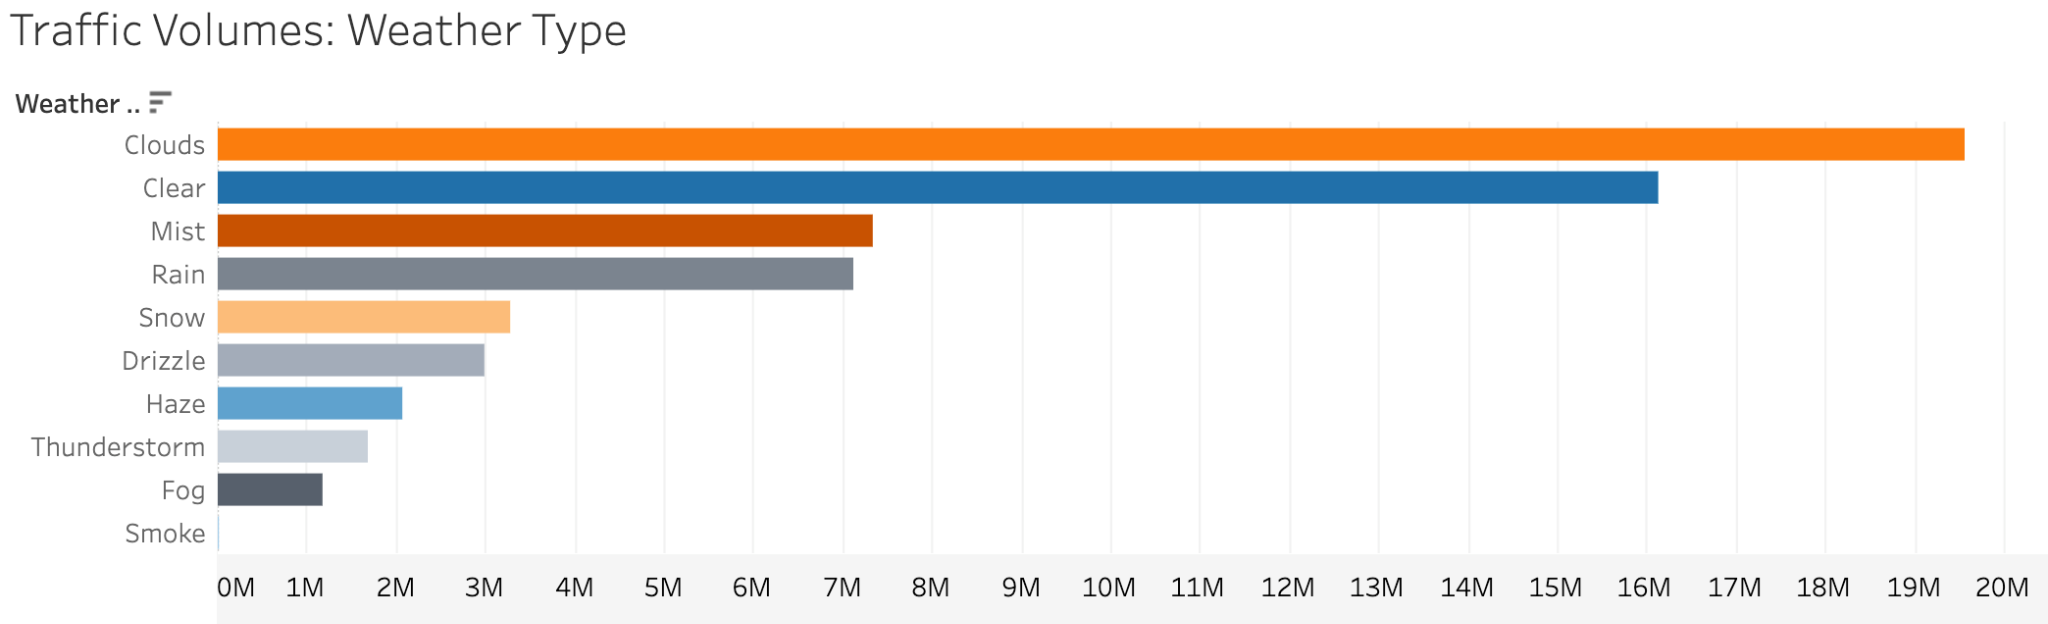 Traffic Volumes: Weather Type
Weather ..
Clouds
Clear
Mist
Rain
Snow
Drizzle
Haze
Thunderstorm
Fog
Smoke
0M 1M 2M 3M 4M 5M 6M 7M 8M 9M 10M 11M 12M 13M 14M 15M 16M 17M 18M 19M 20M